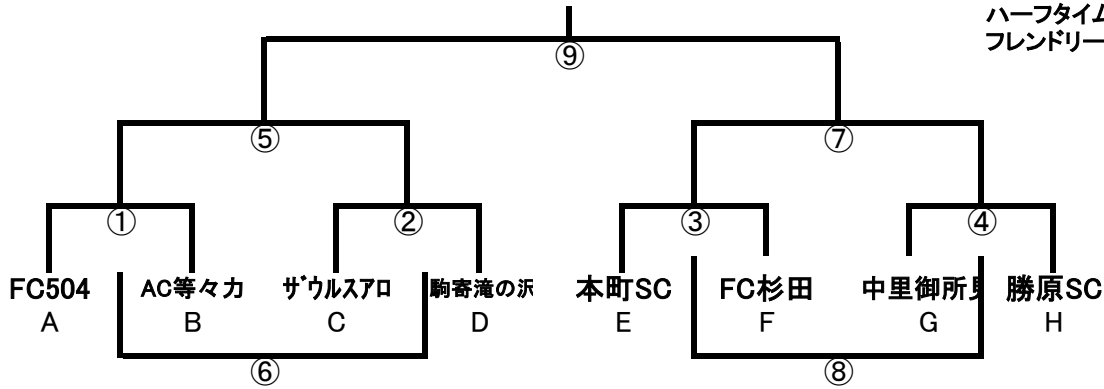 ハーフタイム
フレンドリー
⑨
⑤ ⑦
① ② ③ ④
FC504 AC等々力 ザウルスアロ 駒寄滝の沢 本町SC FC杉田 中里御所見 勝原SC
A B C D E F G H
⑥ ⑧